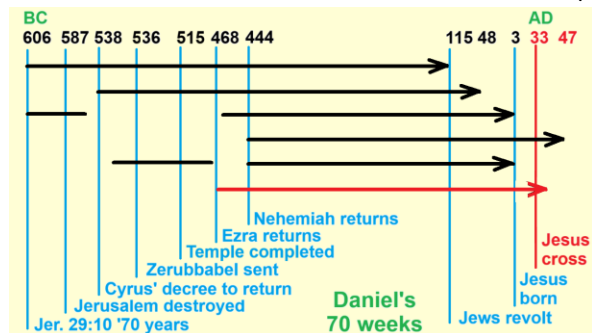 BC AD
606 587 538 536 515 468 444 115 48 3 33 47
Nehemiah returns
Ezra returns
Temple completed
Zerubbabel sent
Cyrus' decree to return
Jerusalem destroyed
Jer. 29:10 '70 years
Daniel's
70 weeks
Jesus
cross
Jesus
born
Jews revolt